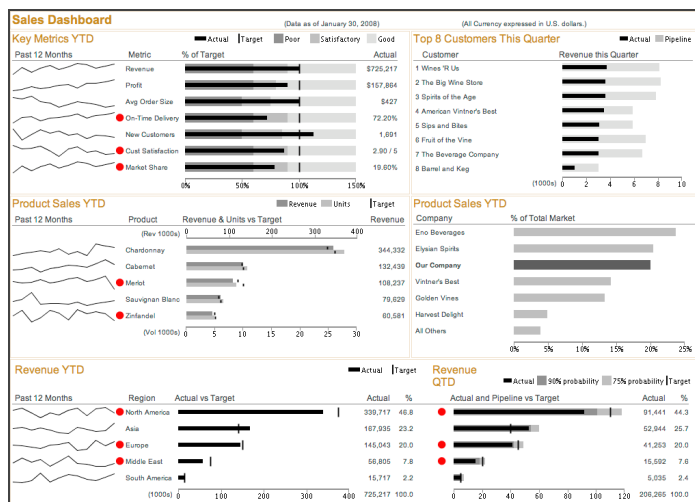 Sales Dashboard (Data as of January 30, 2008) (All Currency expressed in U.S. dollars.)
Key Metrics YTD Actual Target Poor Satisfactory Good
Past 12 Months Metric % of Target Actual
Revenue $725,217
Profit $157,864
Avg Order Size $427
On-Time Delivery 72.20%
New Customers 1,691
Cust Satisfaction 2.90 / 5
Market Share 19.60%
0% 50% 100% 150%
Top 8 Customers This Quarter Actual Pipeline
Customer Revenue this Quarter
1 Wines 'R Us
2 The Big Wine Store
3 Spirits of the Age
4 American Vintner's Best
5 Sips and Bites
6 Fruit of the Vine
7 The Beverage Company
8 Barrel and Keg
(1000s) 0 2 4 6 8 10
Product Sales YTD Revenue Units Target
Past 12 Months Product Revenue & Units vs Target Revenue
(Rev 1000s) 0 100 200 300 400
Chardonnay 344,332
Cabernet 132,439
Merlot 108,237
Sauvignan Blanc 79,629
Zinfandel 60,581
(Vol 1000s) 0 5 10 15 20 25 30
Product Sales YTD
Company % of Total Market
Eno Beverages
Elysian Spirits
Our Company
Vintner's Best
Golden Vines
Harvest Delight
All Others
0% 5% 10% 15% 20% 25%
Revenue YTD Actual Target
Past 12 Months Region Actual vs Target Actual %
North America 339,717 46.8
Asia 167,935 23.2
Europe 145,043 20.0
Middle East 56,805 7.8
South America 15,717 2.2
(1000s) 0 100 200 300 400 725,217 100.0
Revenue
QTD Actual 90% probability 75% probability Target
Actual and Pipeline vs Target Actual %
91,441 44.3
52,944 25.7
41,253 20.0
15,592 7.6
5,035 2.4
0 20 40 60 80 100 120 206,265 100.0